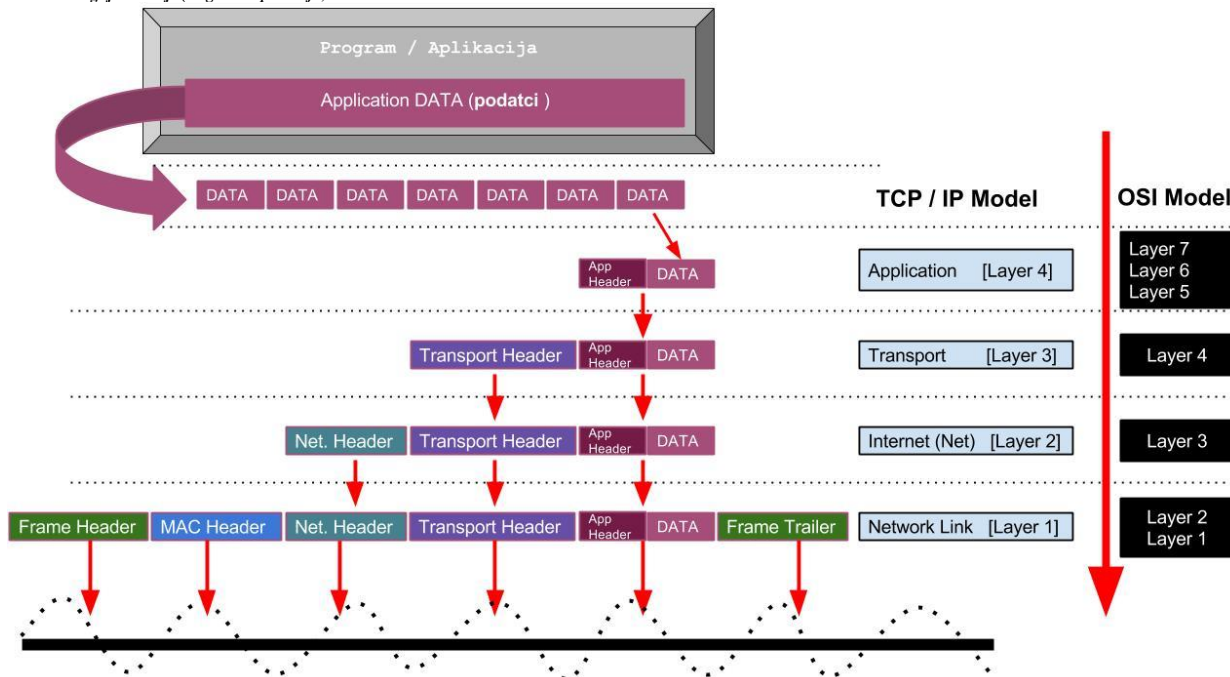 Program / Aplikacija
Application DATA (podatci )
DATA DATA DATA DATA DATA DATA DATA
TCP / IP Model
OSI Model
App Header DATA
Application [Layer 4]
Layer 7
Layer 6
Layer 5
Transport Header App Header DATA
Transport [Layer 3]
Layer 4
Net. Header Transport Header App Header DATA
Internet (Net) [Layer 2]
Layer 3
Frame Header MAC Header Net. Header Transport Header App Header DATA Frame Trailer
Network Link [Layer 1]
Layer 2
Layer 1